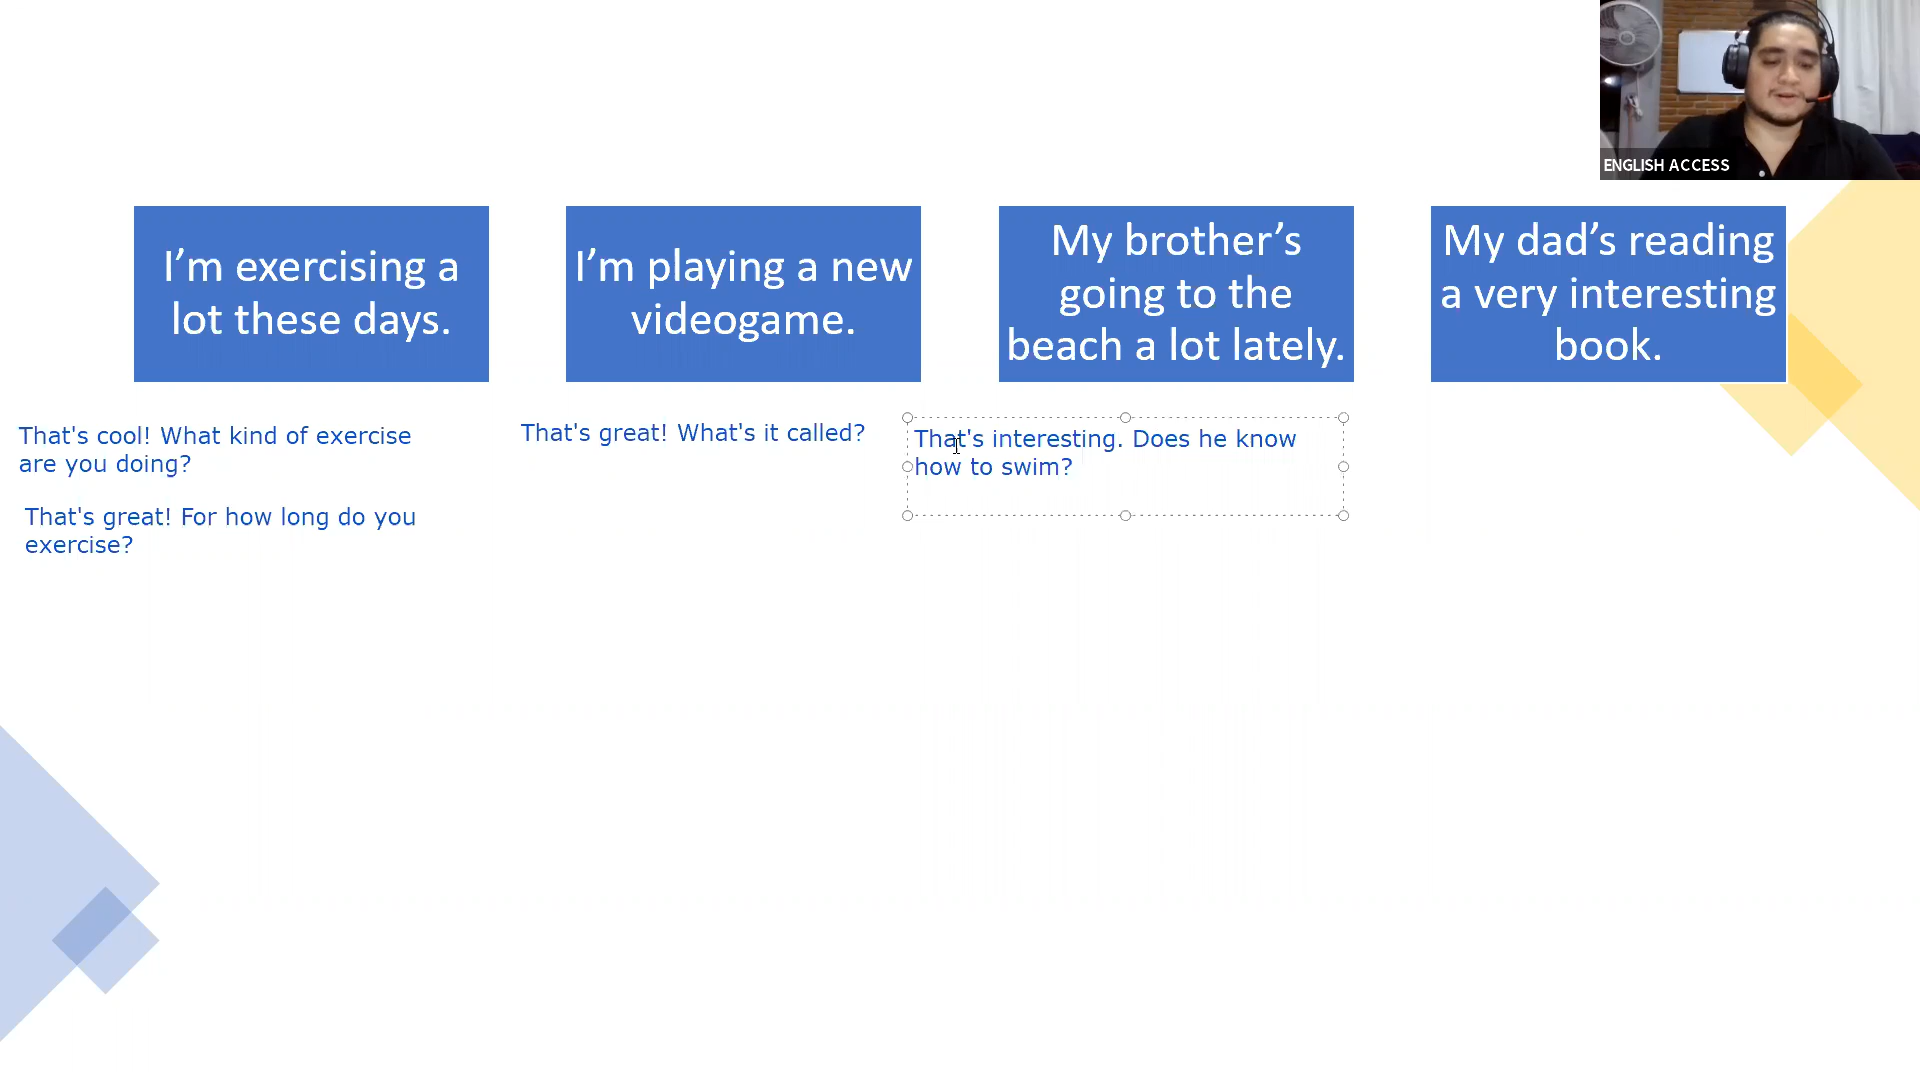 ENGLISH ACCESS
I’m exercising a
lot these days.
I’m playing a new
videogame.
My brother’s
going to the
beach a lot lately.
My dad’s reading
a very interesting
book.
That's cool! What kind of exercise
are you doing?
That's great! For how long do you
exercise?
That's great! What's it called?
That's interesting. Does he know
how to swim?